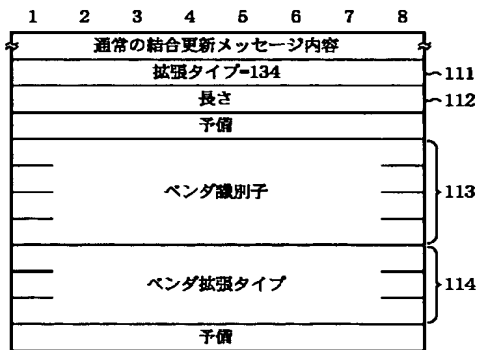 1 2 3 4 5 6 7 8
通常の結合更新メッセージ内容
拡張タイプ=134 111
長さ 112
予備
ベンダ識別子 113
ベンダ拡張タイプ 114
予備